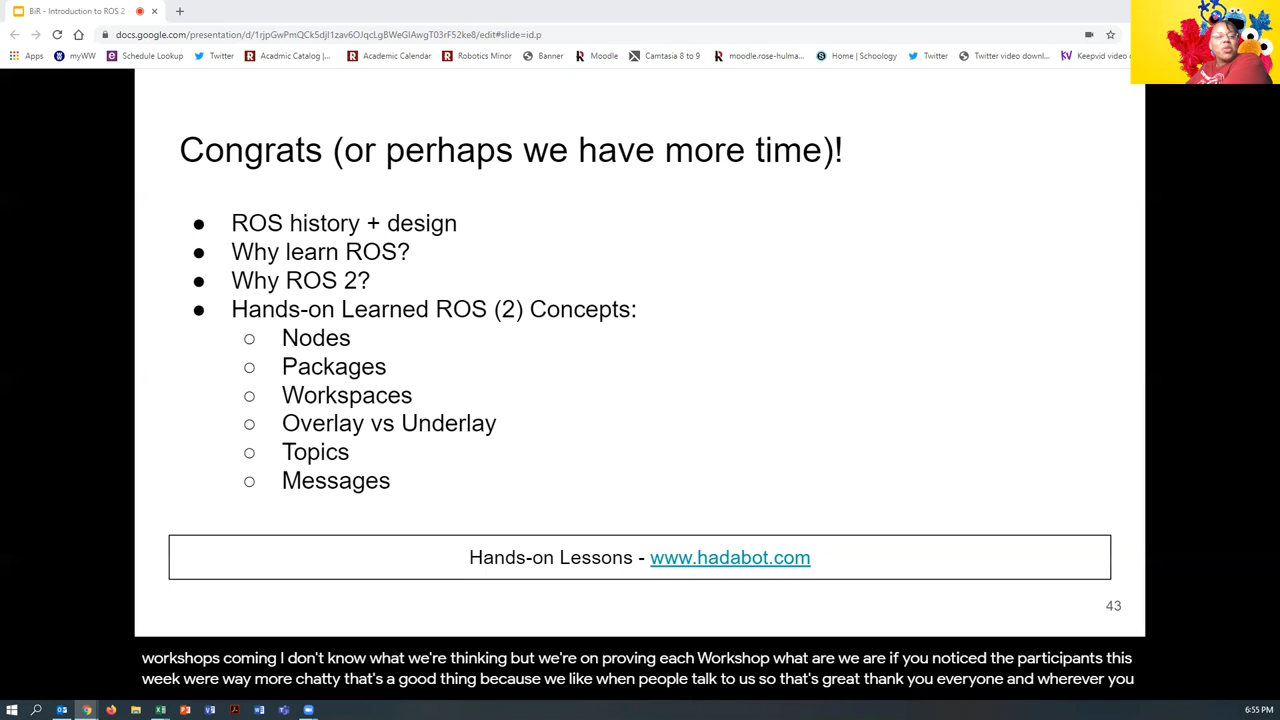 BiR - Introduction to ROS 2
docs.google.com/presentation/d/1rjpGwPmQCk5djI1zav6OJqcLgBWeGIAwgT03rF52ke8/edit#slide=id.p
Apps myWW Schedule Lookup Twitter Acadmic Catalog |... Academic Calendar Robotics Minor Banner Moodle Camtasia 8 to 9 moodle.rose-hulma... Home | Schoology Twitter Twitter video downl... Keepvid video
Congrats (or perhaps we have more time)!
● ROS history + design
● Why learn ROS?
● Why ROS 2?
● Hands-on Learned ROS (2) Concepts:
○ Nodes
○ Packages
○ Workspaces
○ Overlay vs Underlay
○ Topics
○ Messages
Hands-on Lessons - www.hadabot.com
43
workshops coming I don't know what we're thinking but we're on proving each Workshop what are we are if you noticed the participants this
week were way more chatty that's a good thing because we like when people talk to us so that's great thank you everyone and wherever you
6:55 PM